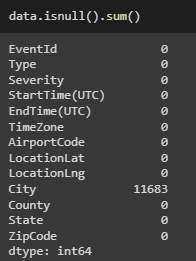 data.isnull().sum()
EventId 0
Type 0
Severity 0
StartTime(UTC) 0
EndTime(UTC) 0
TimeZone 0
AirportCode 0
LocationLat 0
LocationLng 0
City 11683
County 0
State 0
ZipCode 0
dtype: int64